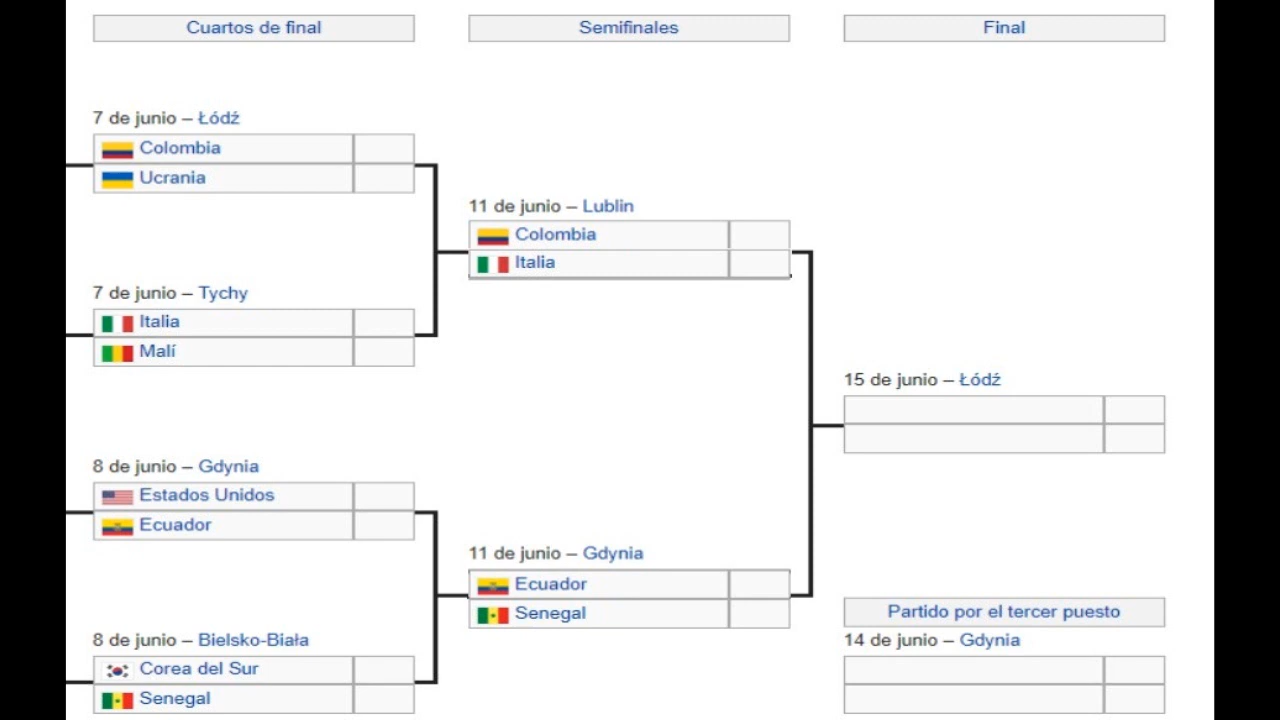 Cuartos de final
Semifinales
Final
7 de junio – Łódź
Colombia
Ucrania
7 de junio – Tychy
Italia
Malí
8 de junio – Gdynia
Estados Unidos
Ecuador
8 de junio – Bielsko-Biała
Corea del Sur
Senegal
11 de junio – Lublin
Colombia
Italia
11 de junio – Gdynia
Ecuador
Senegal
15 de junio – Łódź
Partido por el tercer puesto
14 de junio – Gdynia